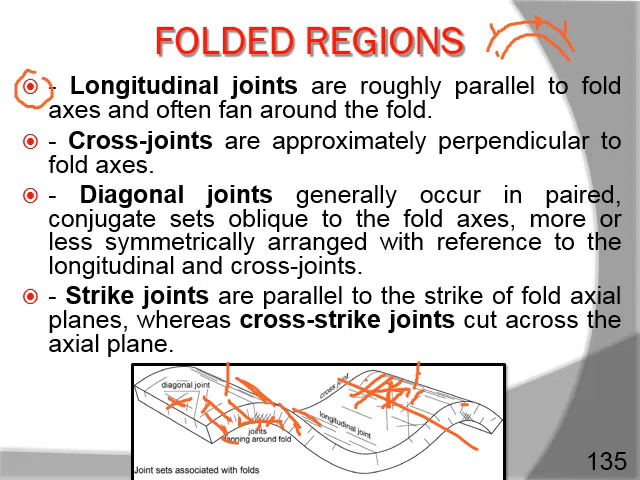 FOLDED REGIONS
- Longitudinal joints are roughly parallel to fold
axes and often fan around the fold.
- Cross-joints are approximately perpendicular to
fold axes.
- Diagonal joints generally occur in paired,
conjugate sets oblique to the fold axes, more or
less symmetrically arranged with reference to the
longitudinal and cross-joints.
- Strike joints are parallel to the strike of fold axial
planes, whereas cross-strike joints cut across the
axial plane.
diagonal joint
cross joint
longitudinal joint
joints
around fold
Joint sets associated with folds
135